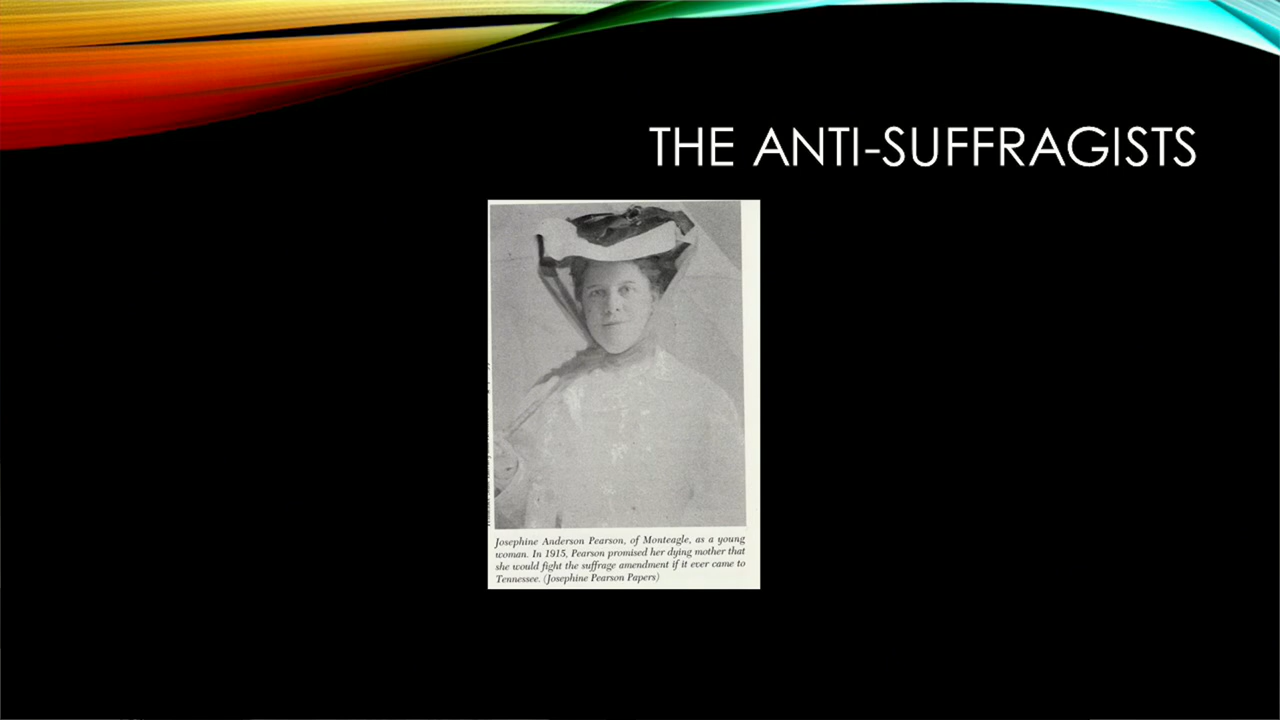 THE ANTI-SUFFRAGISTS
Josephine Anderson Pearson, of Monteagle, as a young
woman. In 1915, Pearson promised her dying mother that
she would fight the suffrage amendment if it ever came to
Tennessee. (Josephine Pearson Papers)